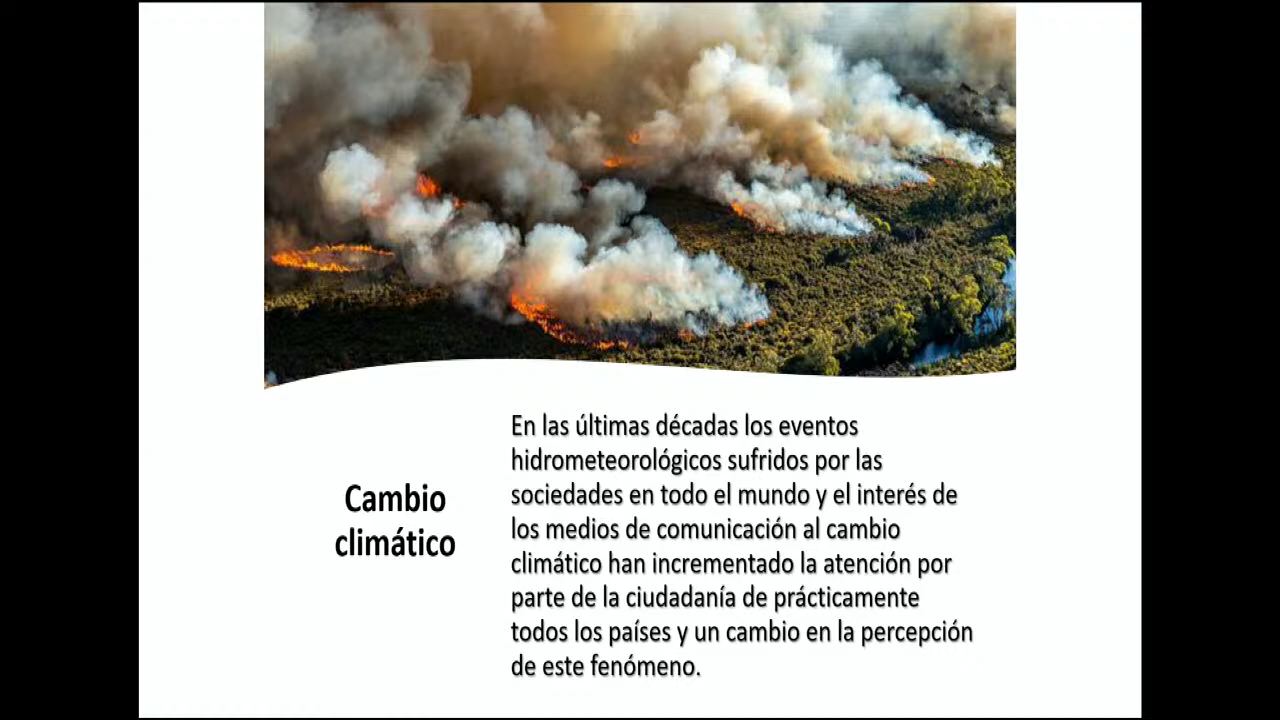 Cambio
climático
En las últimas décadas los eventos
hidrometeorológicos sufridos por las
sociedades en todo el mundo y el interés de
los medios de comunicación al cambio
climático han incrementado la atención por
parte de la ciudadanía de prácticamente
todos los países y un cambio en la percepción
de este fenómeno.